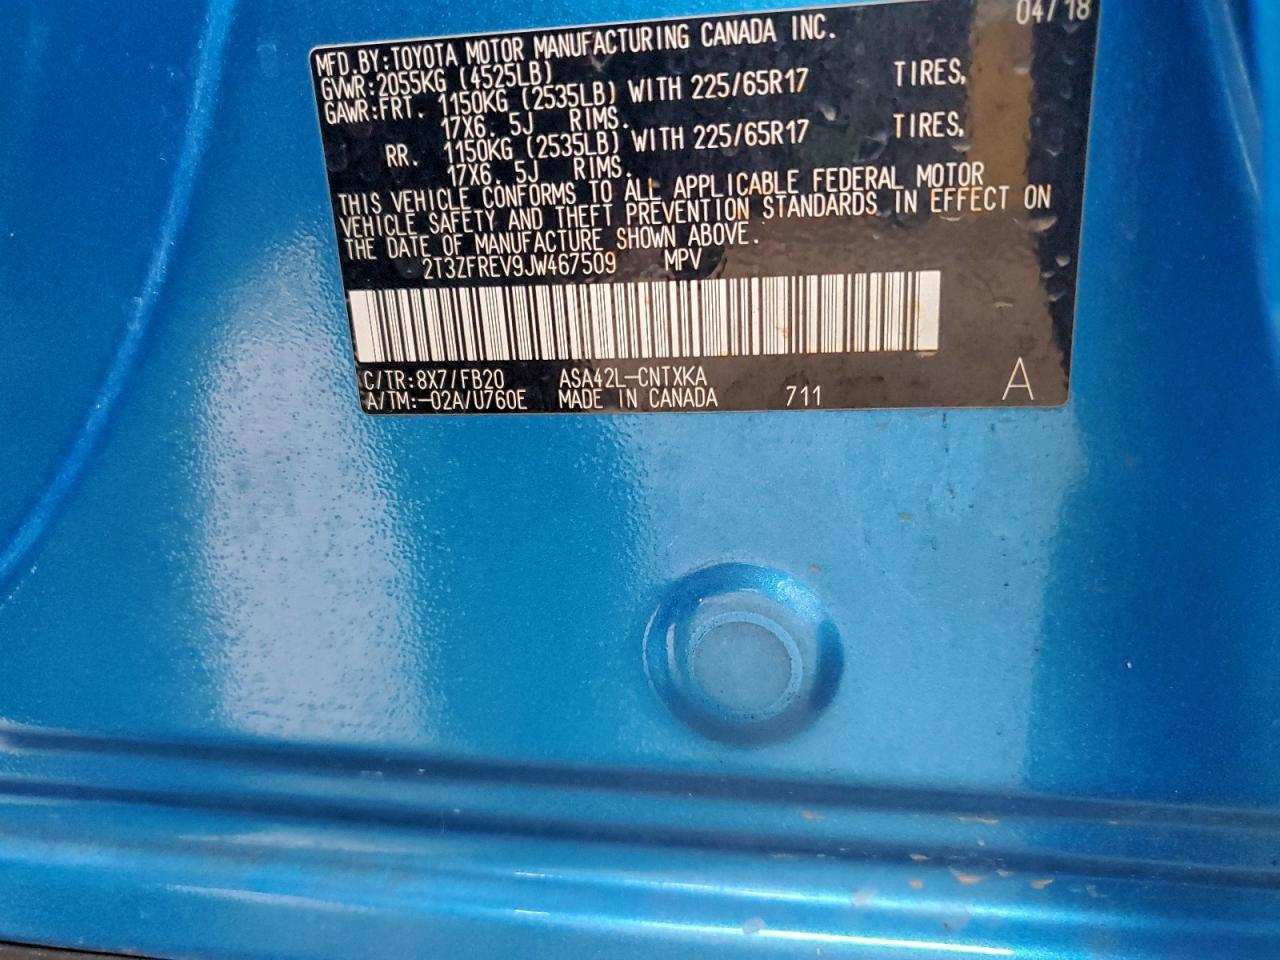 04/18
MFD.BY:TOYOTA MOTOR MANUFACTURING CANADA INC.
GVWR:2055KG (4525LB)
GAWR:FRT. 1150KG (2535LB) WITH 225/65R17 TIRES,
17X6.5J RIMS.
RR. 1150KG (2535LB) WITH 225/65R17 TIRES,
17X6.5J RIMS.
THIS VEHICLE CONFORMS TO ALL APPLICABLE FEDERAL MOTOR
VEHICLE SAFETY AND THEFT PREVENTION STANDARDS IN EFFECT ON
THE DATE OF MANUFACTURE SHOWN ABOVE.
2T3ZFREV9JW467509 MPV
C/TR:8X7/FB20 ASA42L-CNTXKA
A/TM:-02A/U760E MADE IN CANADA 711 A